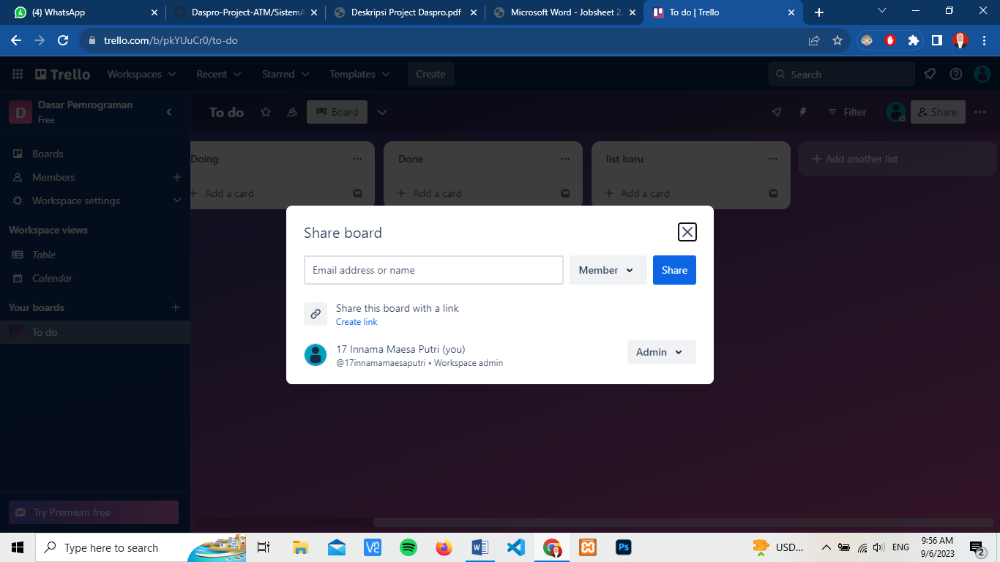 (4) WhatsApp
Daspro-Project-ATM/SistemA
Deskripsi Project Daspro.pdf
Microsoft Word - Jobsheet 2
To do | Trello
trello.com/b/pkYUuCr0/to-do
Trello
Workspaces
Recent
Starred
Templates
Create
Search
D
Dasar Pemrograman
Free
To do
Board
Filter
Share
Boards
Members
Workspace settings
Workspace views
Table
Calendar
Your boards
To do
Try Premium free
Doing
Done
list baru
Add another list
Add a card
Add a card
Add a card
Share board
Email address or name
Member
Share
Share this board with a link
Create link
17 Innama Maesa Putri (you)
@17innamamaesaputri • Workspace admin
Admin
Type here to search
Ps
USD...
ENG
9:56 AM
9/6/2023
2